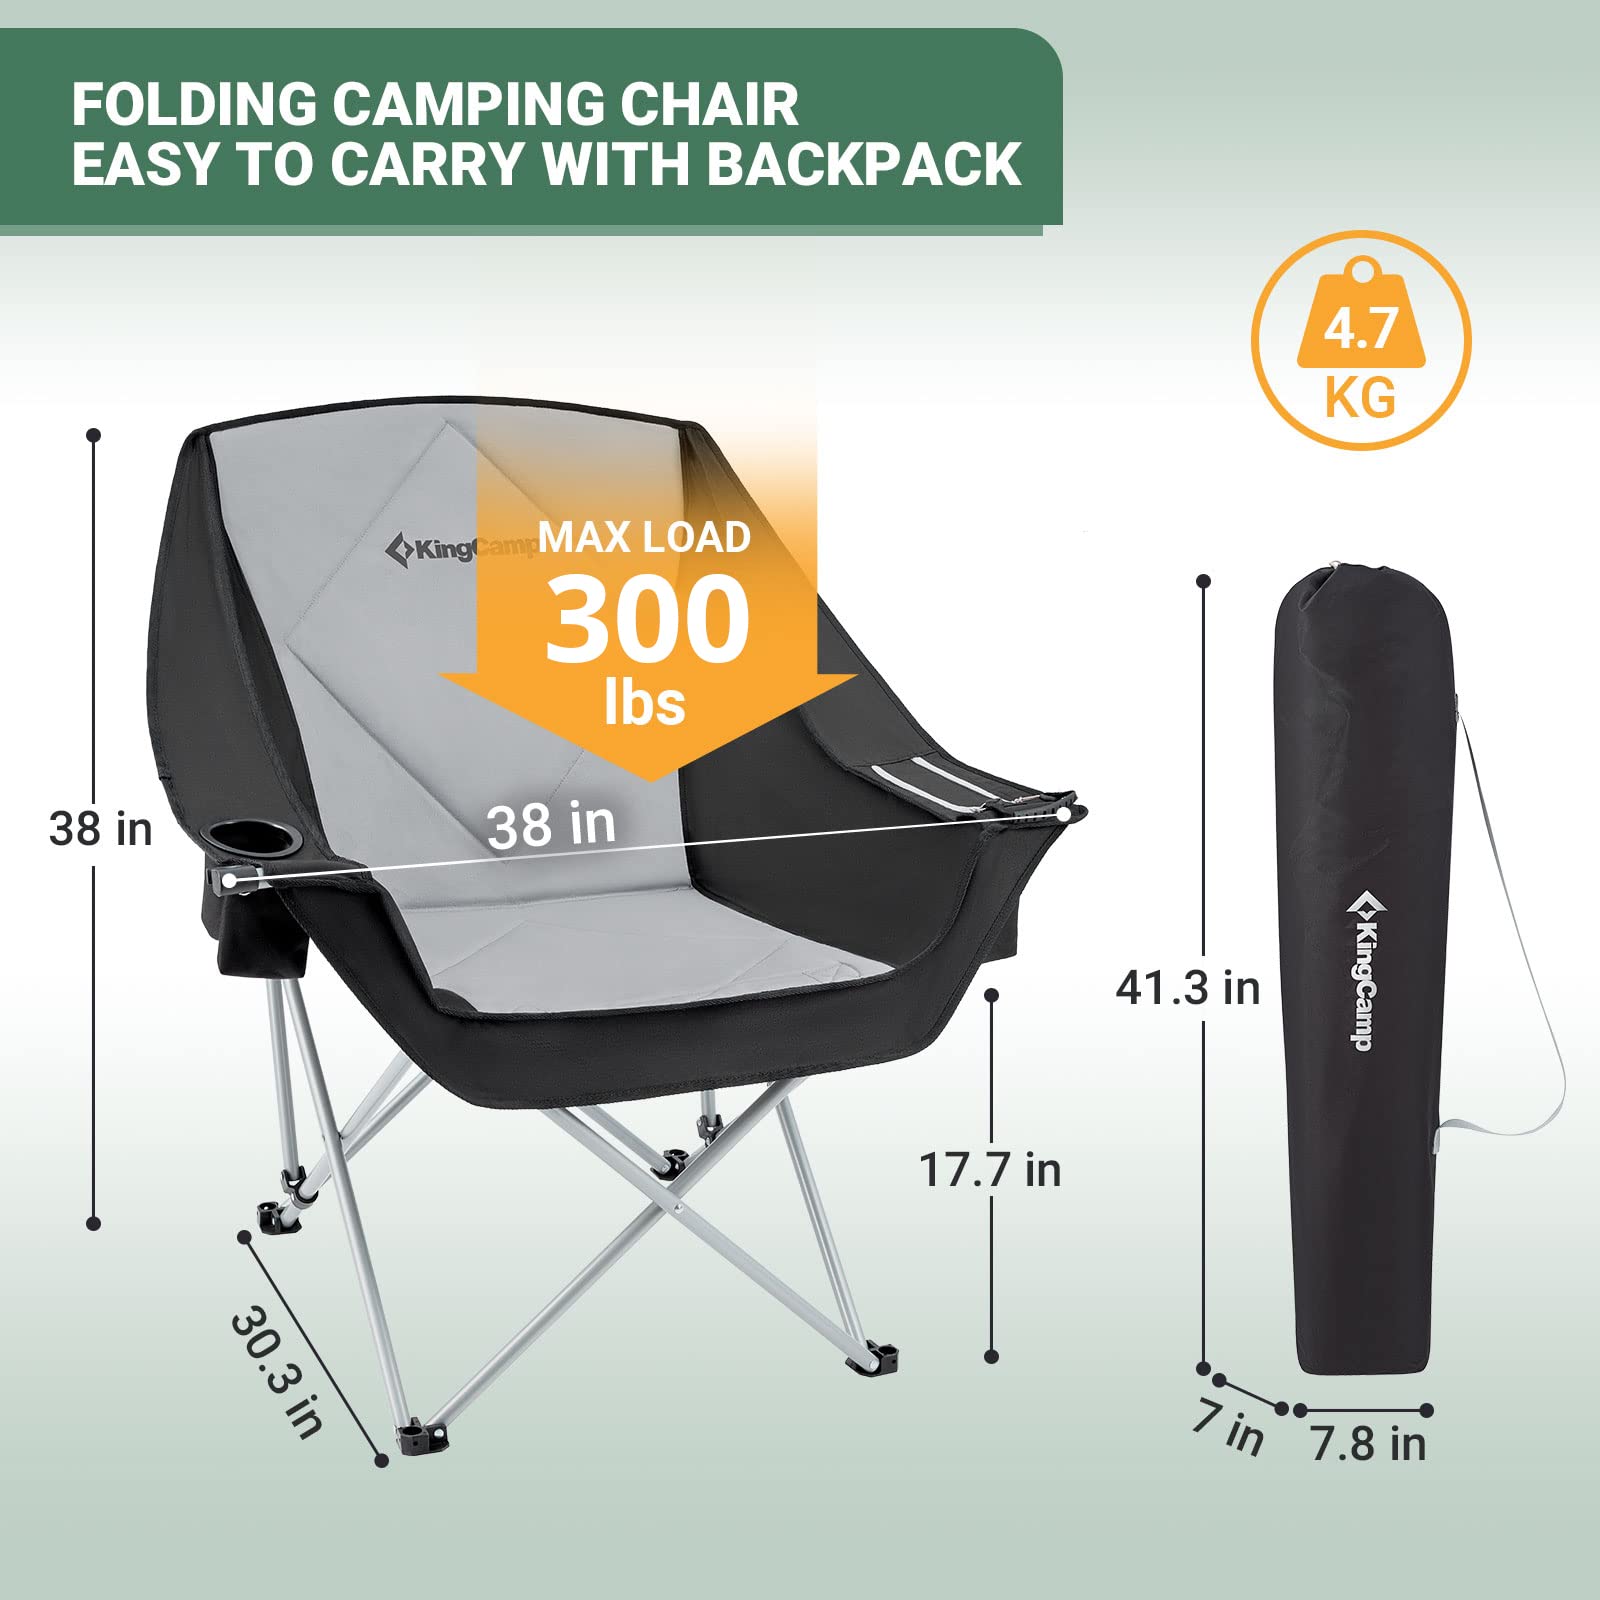 FOLDING CAMPING CHAIR
EASY TO CARRY WITH BACKPACK
4.7
KG
KingCamp
MAX LOAD
300
lbs
38 in
38 in
41.3 in
KingCamp
17.7 in
30.3 in
7 in
7.8 in